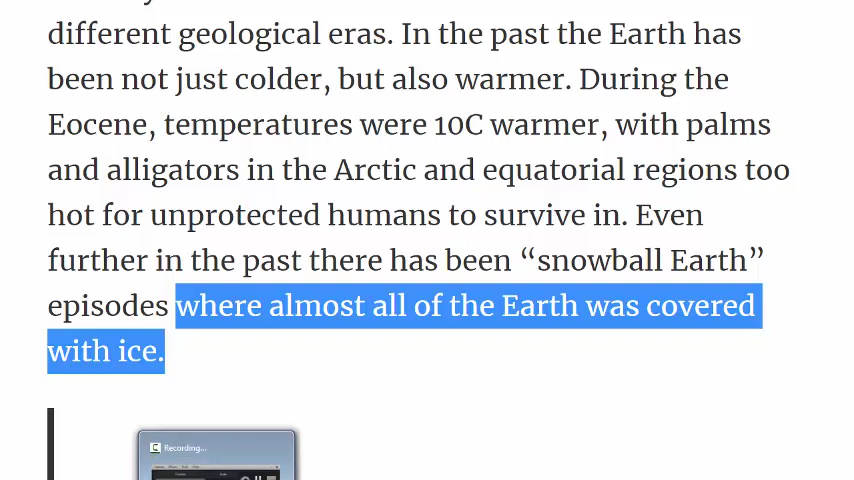 different geological eras. In the past the Earth has
been not just colder, but also warmer. During the
Eocene, temperatures were 10C warmer, with palms
and alligators in the Arctic and equatorial regions too
hot for unprotected humans to survive in. Even
further in the past there has been “snowball Earth”
episodes where almost all of the Earth was covered
with ice.
Recording...